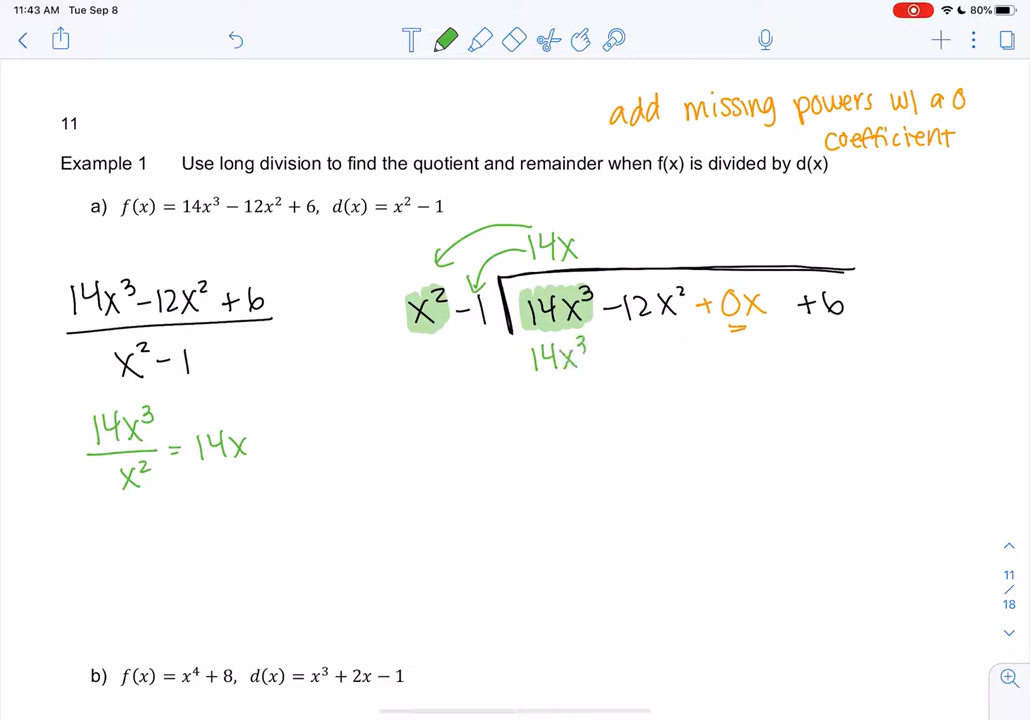 11:43 AM Tue Sep 8 80%
T
add missing powers w/ a 0
coefficient
11
Example 1 Use long division to find the quotient and remainder when f(x) is divided by d(x)
a) f(x) = 14x³ − 12x² + 6, d(x) = x² − 1
14x
14x³ - 12x² + 6
x² - 1
x² - 1 14x³ - 12x² + 0x + 6
14x³
14x³
x²
= 14x
11
/
18
b) f(x) = x⁴ + 8, d(x) = x³ + 2x − 1